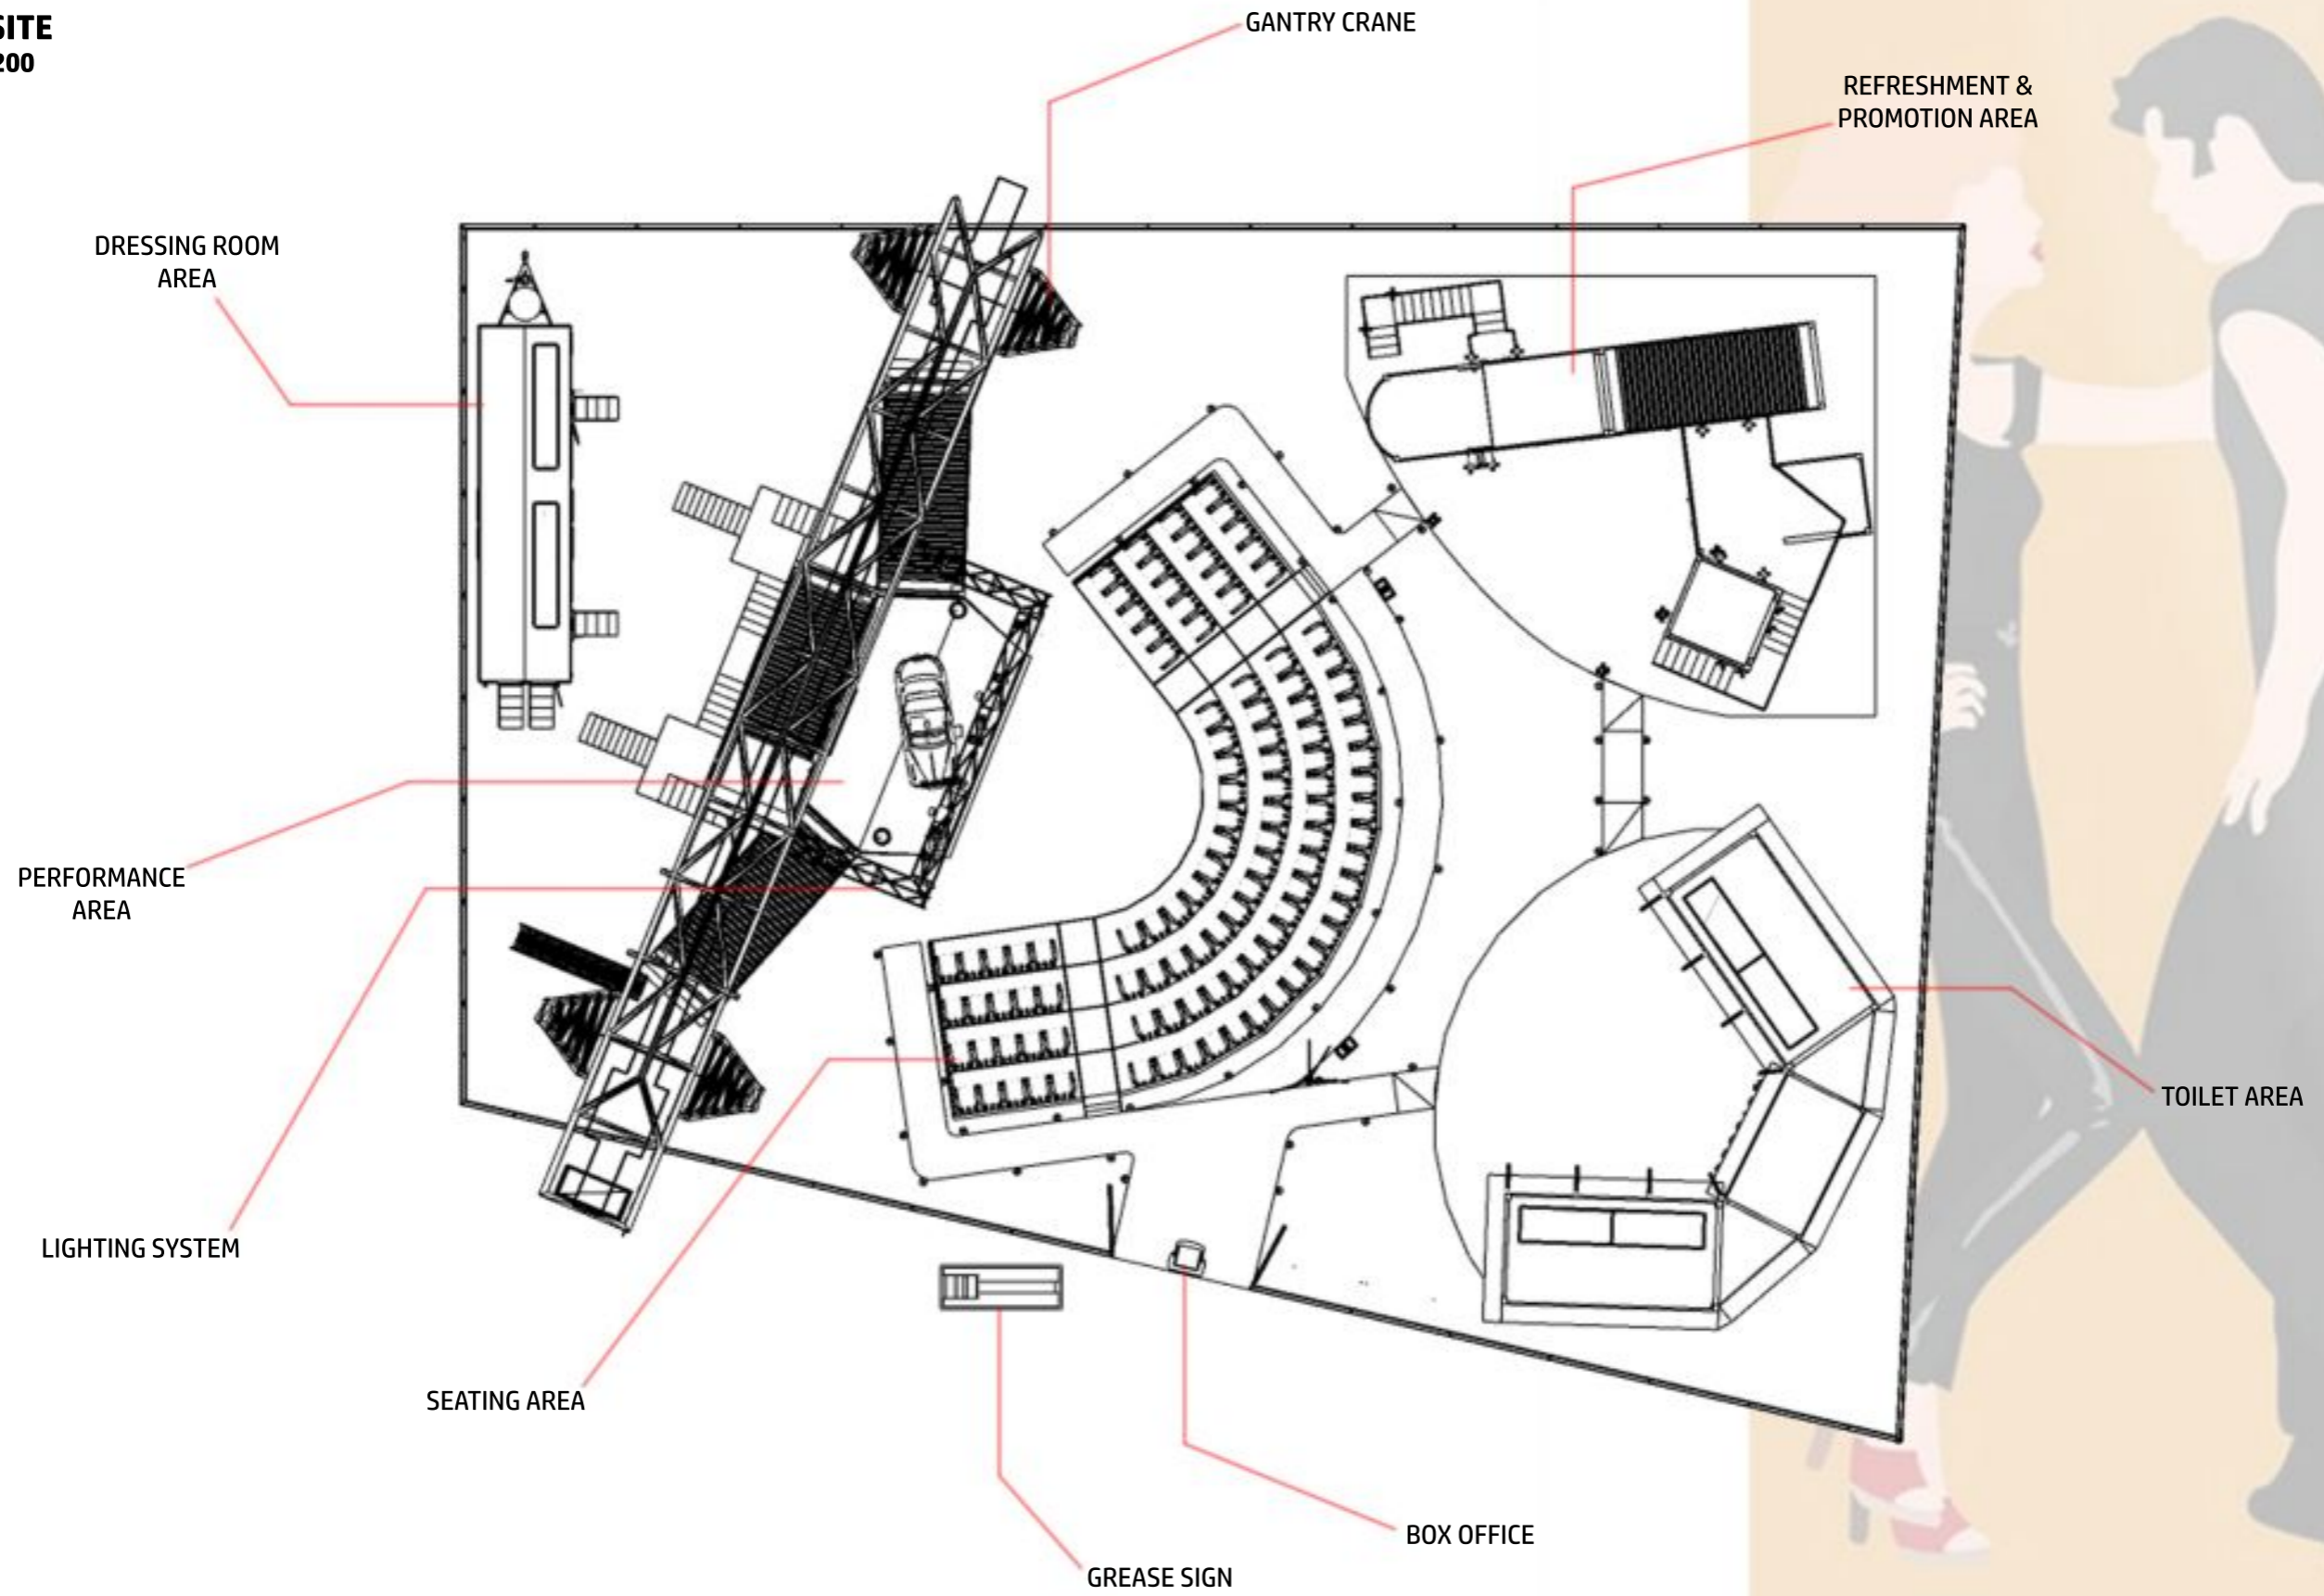 SITE
200
GANTRY CRANE
REFRESHMENT &
PROMOTION AREA
DRESSING ROOM
AREA
PERFORMANCE
AREA
TOILET AREA
LIGHTING SYSTEM
SEATING AREA
BOX OFFICE
GREASE SIGN